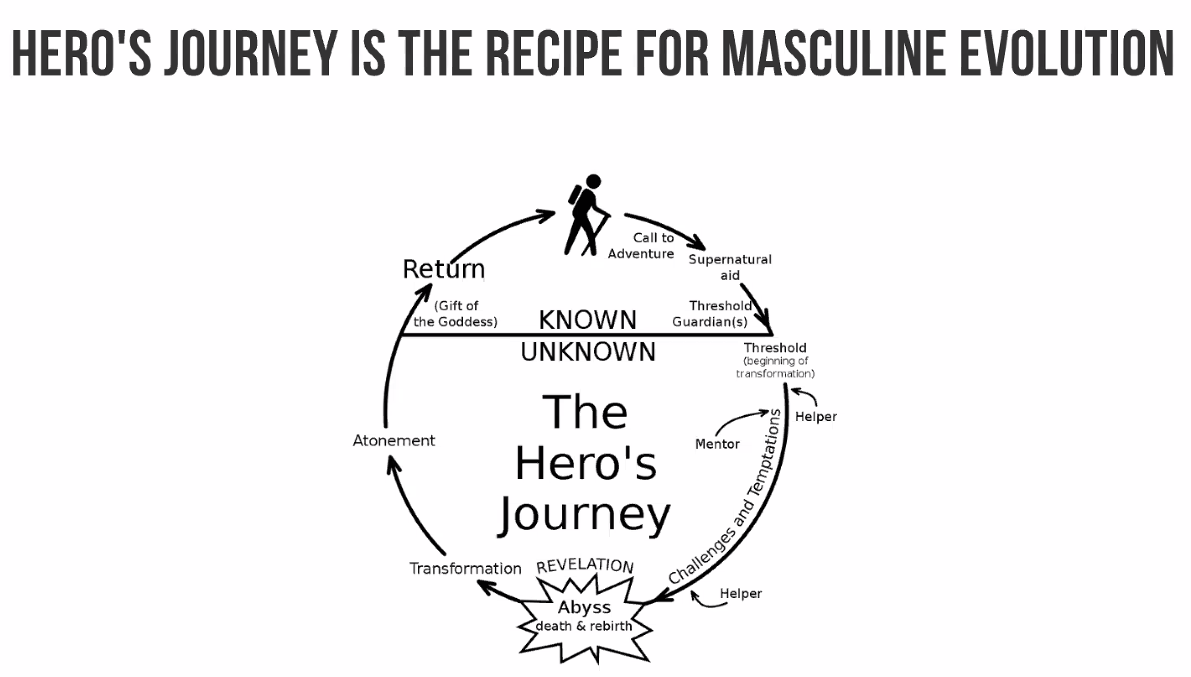 HERO'S JOURNEY IS THE RECIPE FOR MASCULINE EVOLUTION
Call to
Adventure
Supernatural
aid
Return
(Gift of
the Goddess)
KNOWN
Threshold
Guardian(s)
UNKNOWN
Threshold
(beginning of
transformation)
Helper
Mentor
Challenges and Temptations
The
Hero's
Journey
Atonement
Transformation
REVELATION
Abyss
death & rebirth
Helper